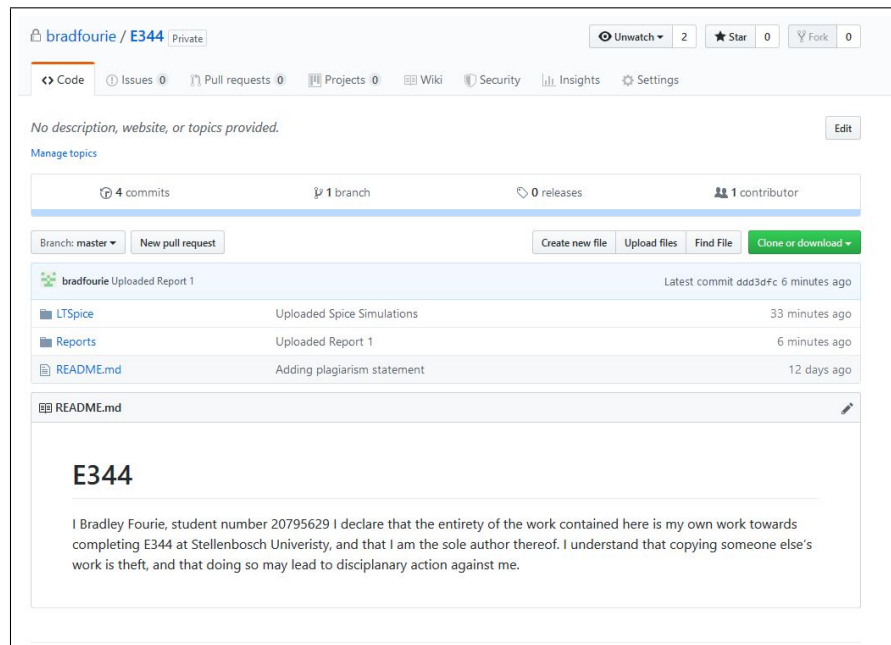 bradfourie / E344 Private Unwatch 2 Star 0 Fork 0
Code Issues 0 Pull requests 0 Projects 0 Wiki Security Insights Settings
No description, website, or topics provided. Edit
Manage topics
4 commits 1 branch 0 releases 1 contributor
Branch: master New pull request Create new file Upload files Find File Clone or download
bradfourie Uploaded Report 1 Latest commit ddd3dfc 6 minutes ago
LTSpice Uploaded Spice Simulations 33 minutes ago
Reports Uploaded Report 1 6 minutes ago
README.md Adding plagiarism statement 12 days ago
README.md
E344
I Bradley Fourie, student number 20795629 I declare that the entirety of the work contained here is my own work towards
completing E344 at Stellenbosch Univeristy, and that I am the sole author thereof. I understand that copying someone else's
work is theft, and that doing so may lead to disciplanary action against me.